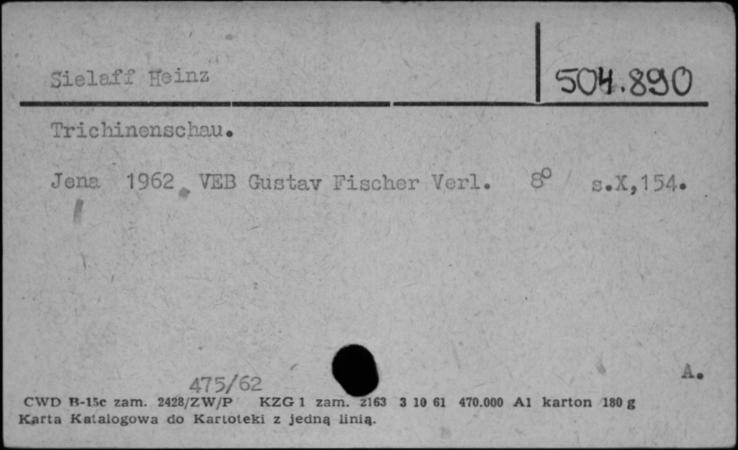 Sielaff Heinz
504.890
Trichinenschau.
Jena 1962 VEB Gustav Fischer Verl. 8° s.X,154.
A.
475/62
CWD B-15c zam. 2428/ZW/P KZG 1 zam. 2163 3 10 61 470.000 A1 karton 180 g
Karta Katalogowa do Kartoteki z jedną linią.